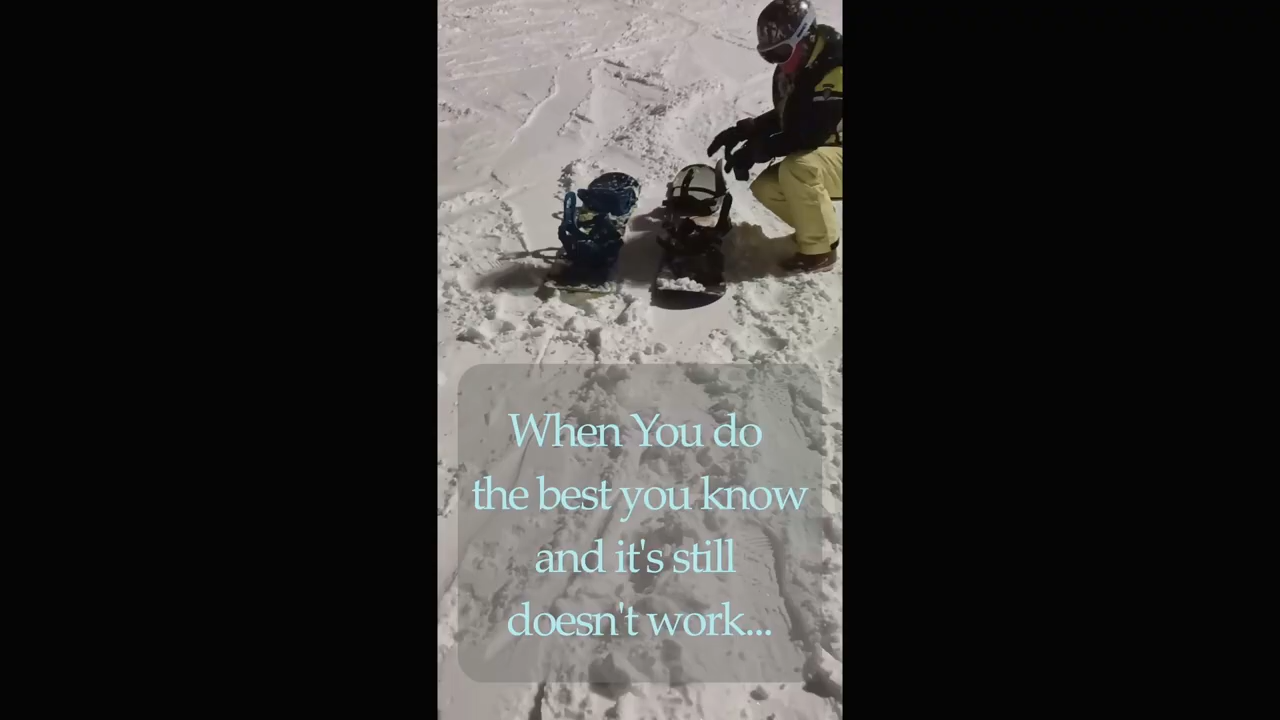 When You do
the best you know
and it's still
doesn't work...